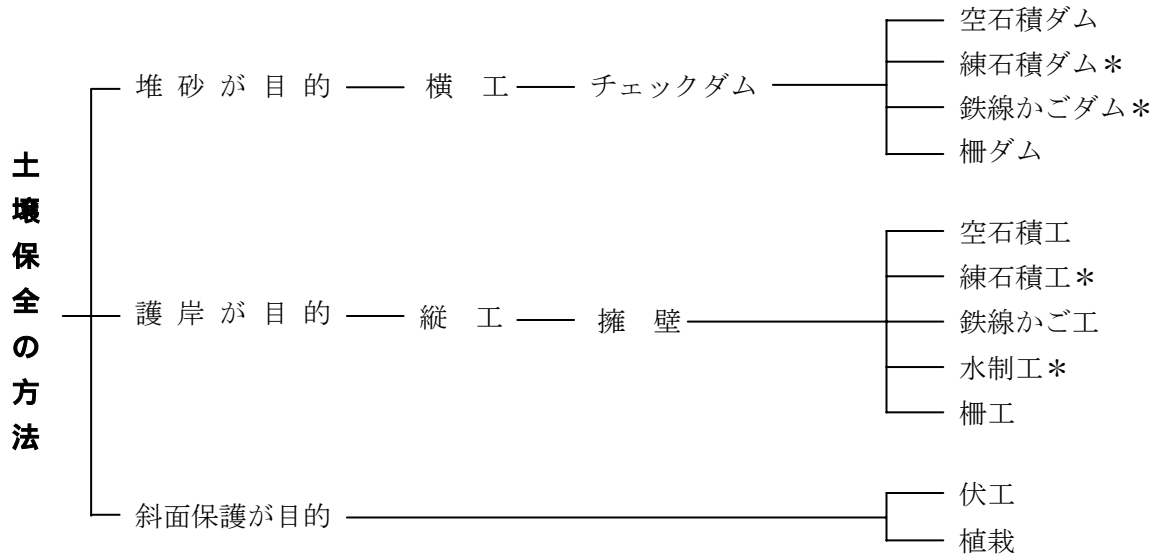 土壌保全の方法
堆砂が目的
横工
チェックダム
空石積ダム
練石積ダム＊
鉄線かごダム＊
柵ダム
護岸が目的
縦工
擁壁
空石積工
練石積工＊
鉄線かご工
水制工＊
柵工
斜面保護が目的
伏工
植栽